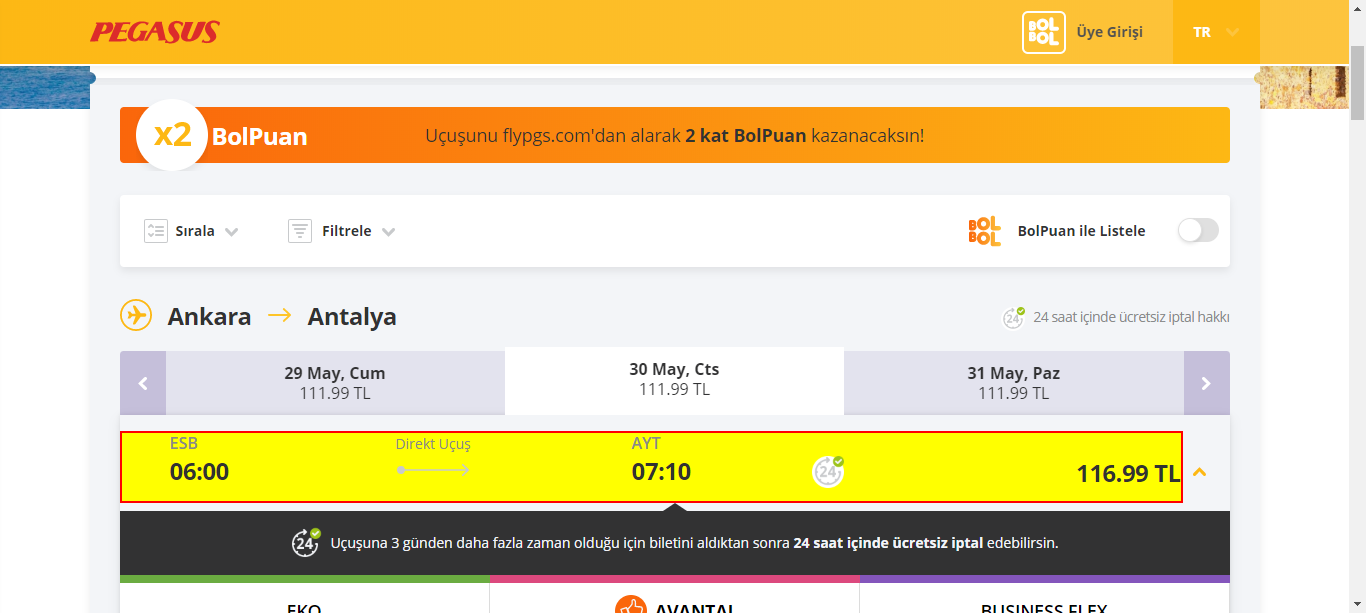 PEGASUS
BOL BOL
Üye Girişi
TR
x2
BolPuan
Uçuşunu flypgs.com'dan alarak 2 kat BolPuan kazanacaksın!
Sırala
Filtrele
BOL BOL
BolPuan ile Listele
Ankara → Antalya
24
24 saat içinde ücretsiz iptal hakkı
29 May, Cum
111.99 TL
30 May, Cts
111.99 TL
31 May, Paz
111.99 TL
ESB
06:00
Direkt Uçuş
AYT
07:10
24
116.99 TL
24
Uçuşuna 3 günden daha fazla zaman olduğu için biletini aldıktan sonra 24 saat içinde ücretsiz iptal edebilirsin.
EKO
AVANTAJ
BUSINESS FLEX